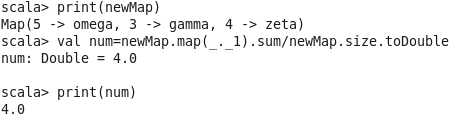 scala> print(newMap)
Map(5 -> omega, 3 -> gamma, 4 -> zeta)
scala> val num=newMap.map(_._1).sum/newMap.size.toDouble
num: Double = 4.0
scala> print(num)
4.0